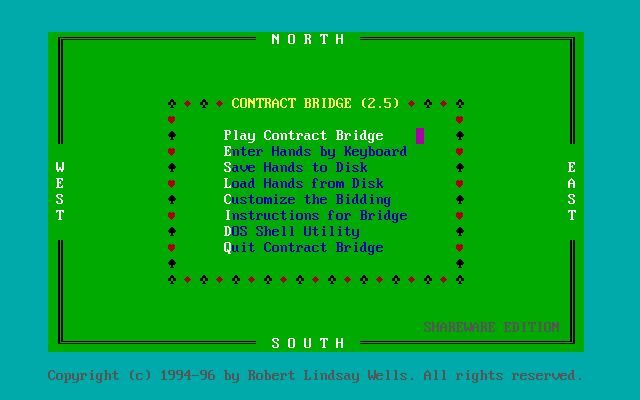 NORTH
CONTRACT BRIDGE (2.5)
Play Contract Bridge
Enter Hands by Keyboard
Save Hands to Disk
Load Hands from Disk
Customize the Bidding
Instructions for Bridge
DOS Shell Utility
Quit Contract Bridge
WEST
EAST
SHAREWARE EDITION
SOUTH
Copyright (c) 1994-96 by Robert Lindsay Wells. All rights reserved.